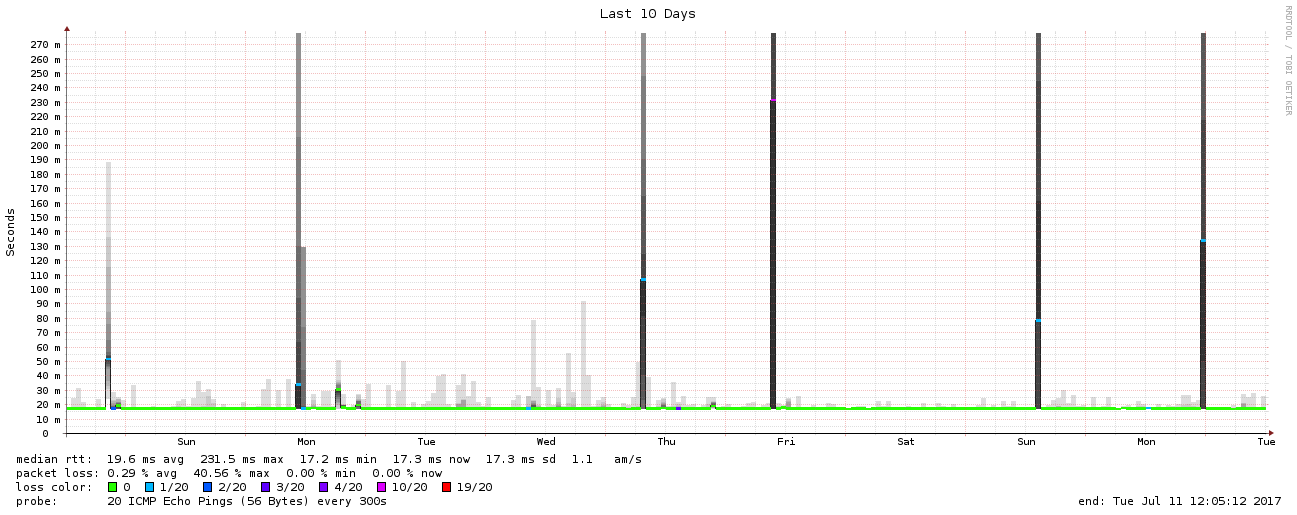 Last 10 Days
RRDTOOL / TOBI OETIKER
Seconds
270 m
260 m
250 m
240 m
230 m
220 m
210 m
200 m
190 m
180 m
170 m
160 m
150 m
140 m
130 m
120 m
110 m
100 m
90 m
80 m
70 m
60 m
50 m
40 m
30 m
20 m
10 m
0
Sun Mon Tue Wed Thu Fri Sat Sun Mon Tue
median rtt: 19.6 ms avg 231.5 ms max 17.2 ms min 17.3 ms now 17.3 ms sd 1.1 am/s
packet loss: 0.29 % avg 40.56 % max 0.00 % min 0.00 % now
loss color: 0 1/20 2/20 3/20 4/20 10/20 19/20
probe: 20 ICMP Echo Pings (56 Bytes) every 300s end: Tue Jul 11 12:05:12 2017